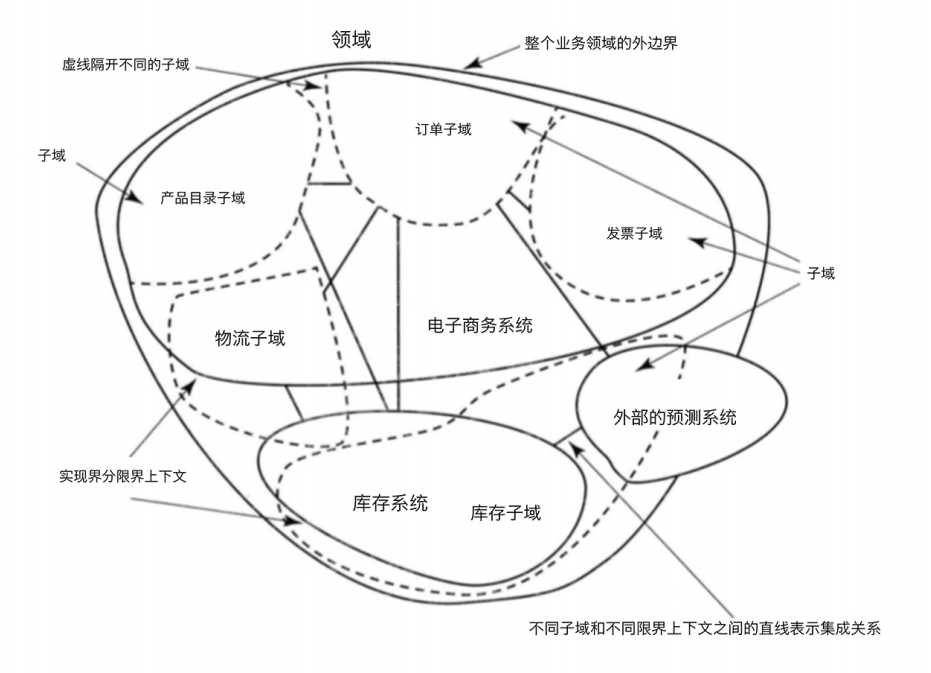 领域
整个业务领域的外边界
虚线隔开不同的子域
订单子域
子域
产品目录子域
发票子域
子域
物流子域
电子商务系统
外部的预测系统
实现界分限界上下文
库存系统
库存子域
不同子域和不同限界上下文之间的直线表示集成关系